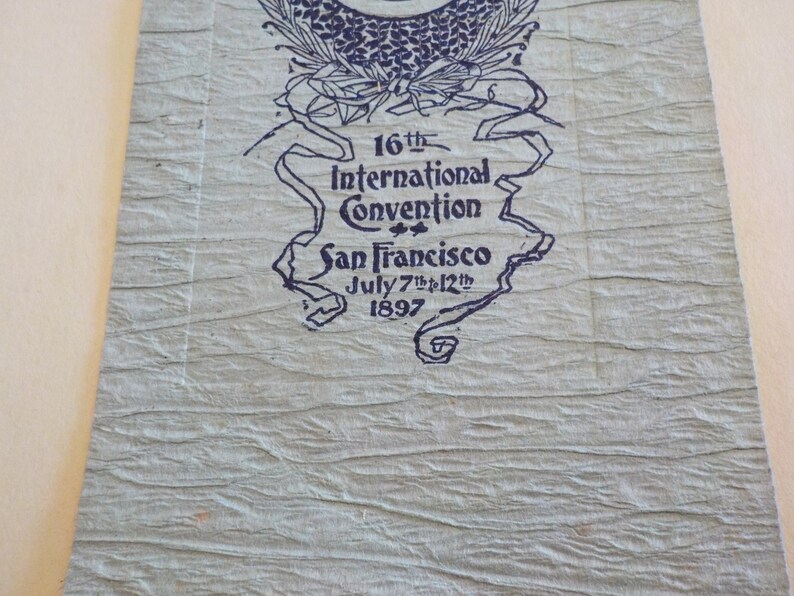 16th
International
Convention
San Francisco
July 7th to 12th
1897